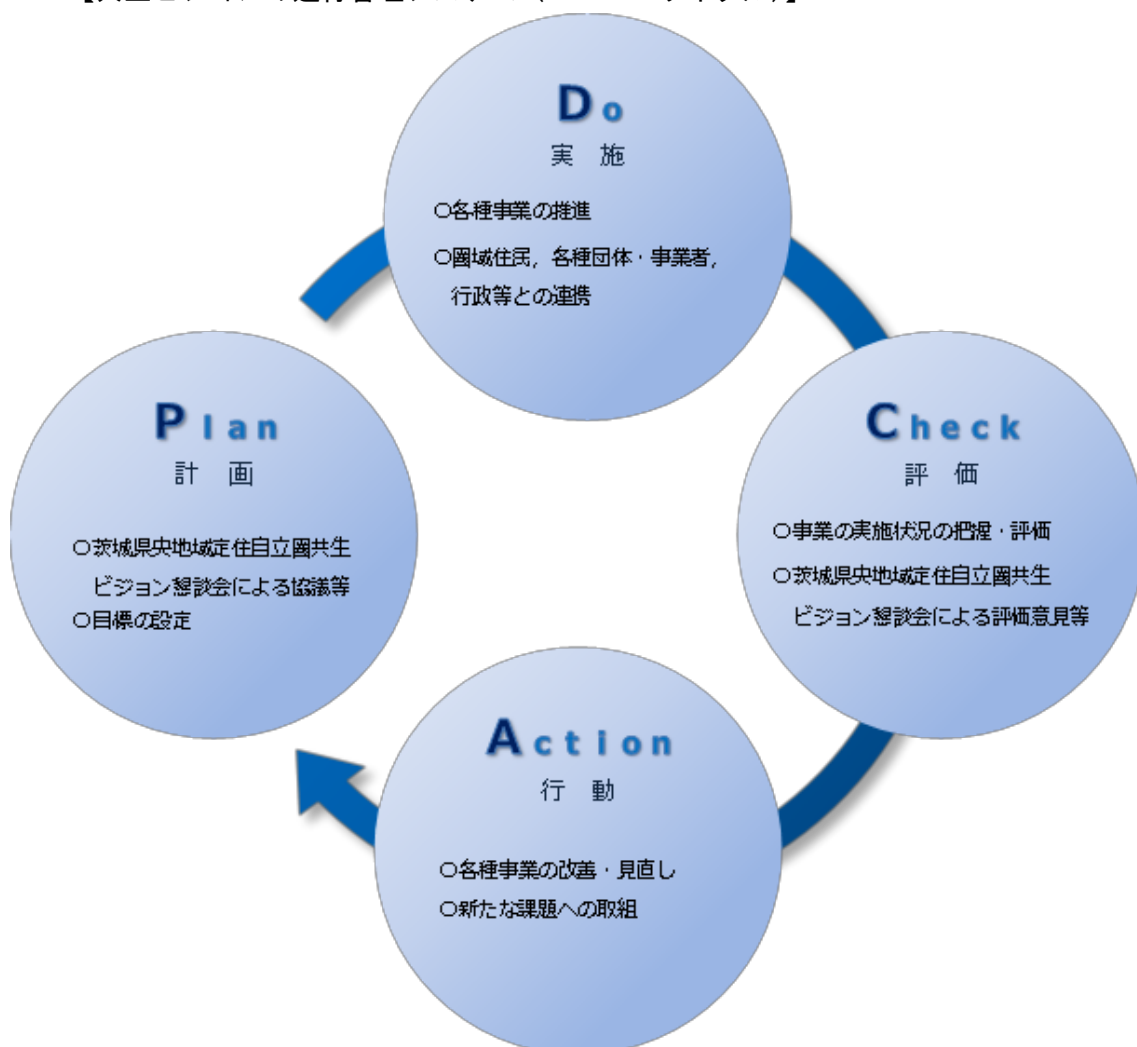 Do
実 施
○各種事業の推進
○圏域住民，各種団体・事業者，
行政等との連携
Plan
計 画
○茨城県央地域定住自立圏共生
ビジョン懇談会による協議等
○目標の設定
Check
評 価
○事業の実施状況の把握・評価
○茨城県央地域定住自立圏共生
ビジョン懇談会による評価意見等
Action
行 動
○各種事業の改善・見直し
○新たな課題への取組